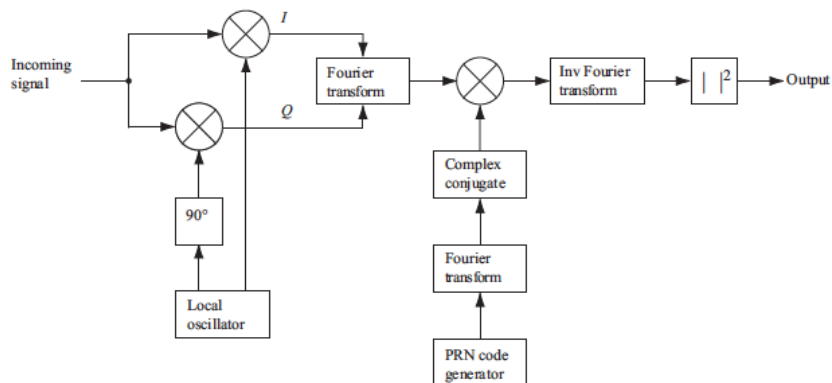 I
Incoming
signal
Fourier
transform
Inv Fourier
transform
| |²
Output
Q
Complex
conjugate
90°
Fourier
transform
Local
oscillator
PRN code
generator